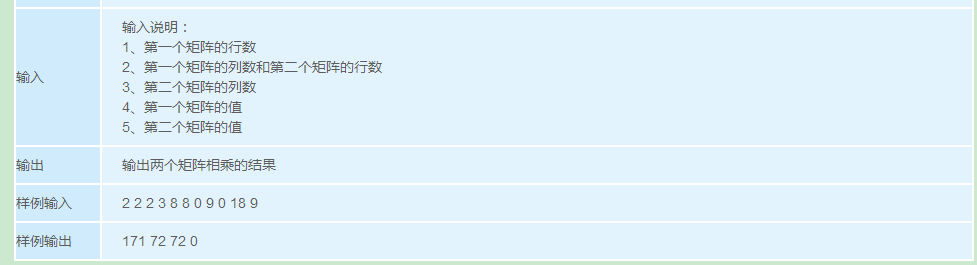 输入
输入说明：
1、第一个矩阵的行数
2、第一个矩阵的列数和第二个矩阵的行数
3、第二个矩阵的列数
4、第一个矩阵的值
5、第二个矩阵的值
输出
输出两个矩阵相乘的结果
样例输入
2 2 2 3 8 8 0 9 0 18 9
样例输出
171 72 72 0